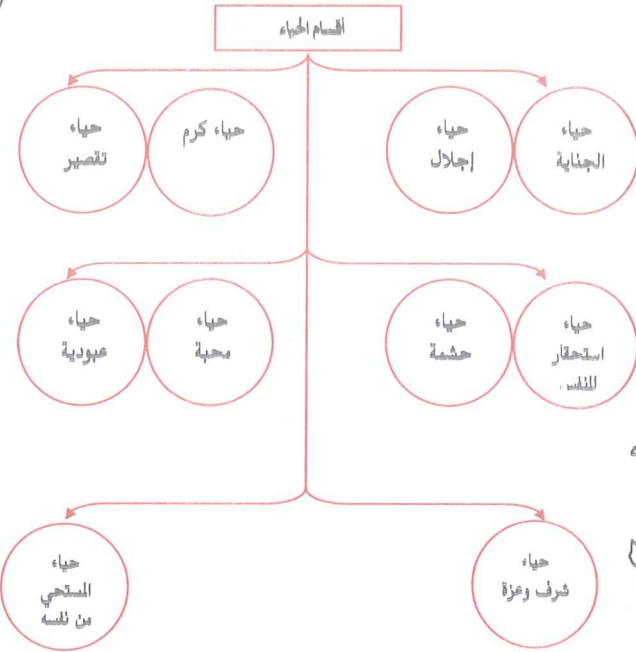 أقسام الحياء
حياء
الجناية
حياء
إجلال
حياء كرم
حياء
تقصير
حياء
استحقار
للنفس
حياء
حشمة
حياء
محبة
حياء
عبودية
حياء
شرف وعزة
حياء
المستحي
من نفسه